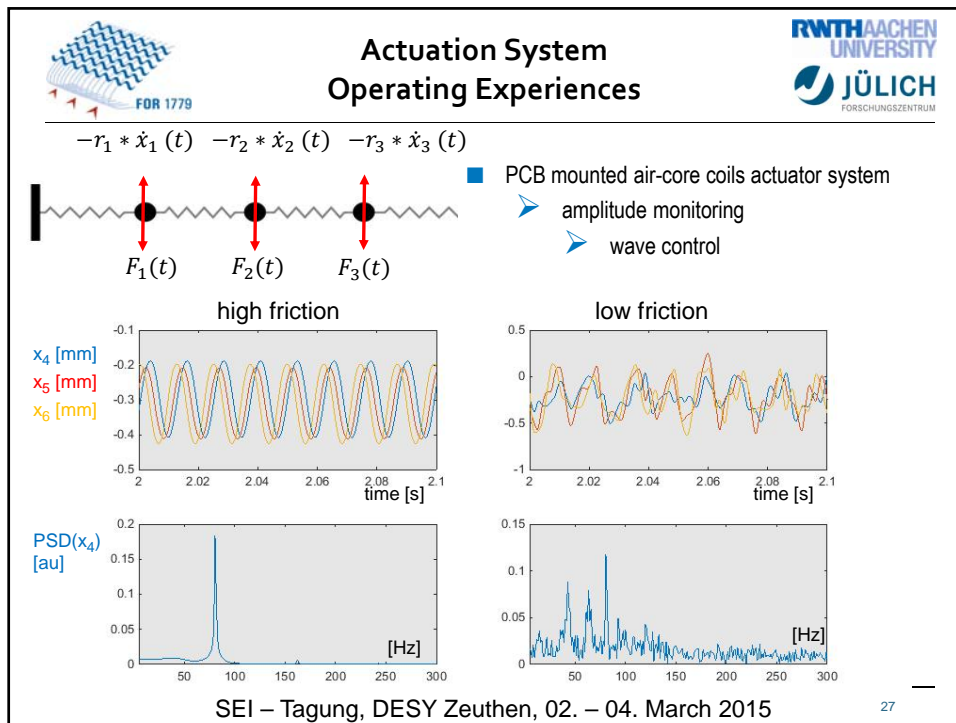 FOR 1779
Actuation System
Operating Experiences
RWTHAACHEN
UNIVERSITY
JÜLICH
FORSCHUNGSZENTRUM
−r₁ * ẋ₁ (t) −r₂ * ẋ₂ (t) −r₃ * ẋ₃ (t)
F₁(t) F₂(t) F₃(t)
■ PCB mounted air-core coils actuator system
➢ amplitude monitoring
➢ wave control
high friction
x₄ [mm]
x₅ [mm]
x₆ [mm]
-0.1
-0.2
-0.3
-0.4
-0.5
2 2.02 2.04 2.06 2.08 2.1
time [s]
low friction
0.5
0
-0.5
-1
2 2.02 2.04 2.06 2.08 2.1
time [s]
PSD(x₄)
[au]
0.2
0.15
0.1
0.05
0
[Hz]
50 100 150 200 250 300
0.15
0.1
0.05
0
[Hz]
50 100 150 200 250 300
SEI – Tagung, DESY Zeuthen, 02. – 04. March 2015
27